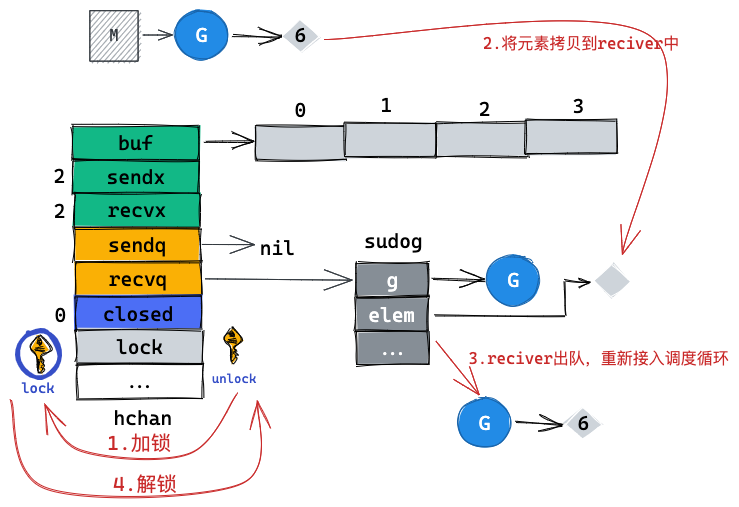 M
G
6
2.将元素拷贝到reciver中
0
1
2
3
buf
2
sendx
2
recvx
sendq
nil
sudog
recvq
g
G
0
closed
elem
lock
...
lock
unlock
3.reciver出队，重新接入调度循环
...
hchan
G
6
1.加锁
4.解锁